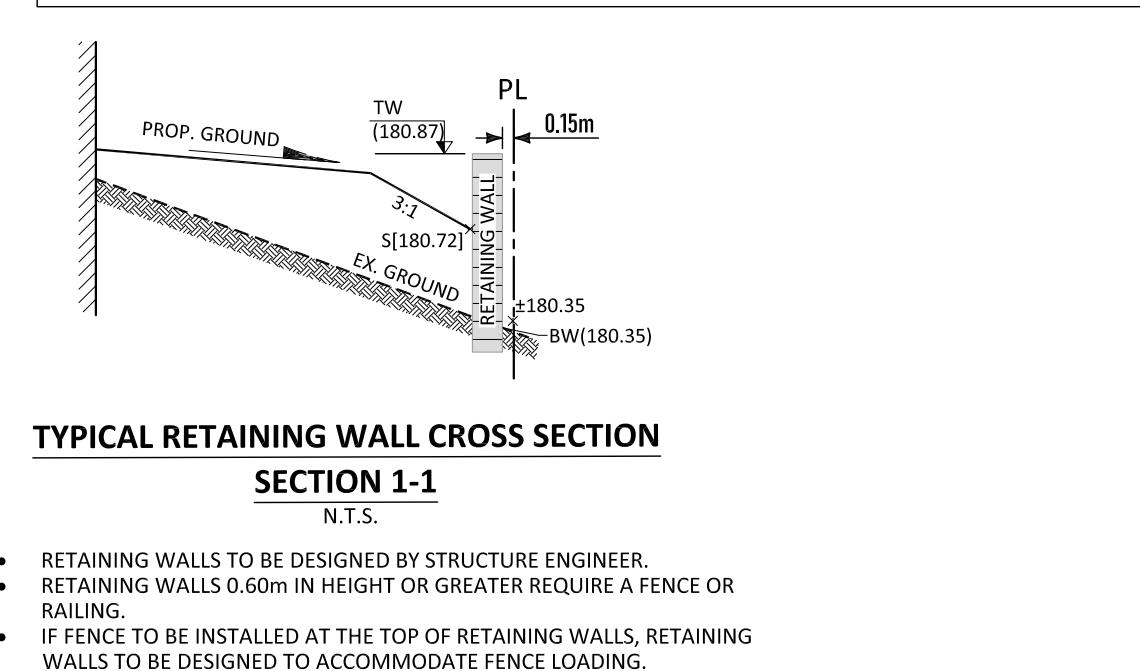 PL
TW
0.15m
PROP. GROUND
(180.87)
3:1
S[180.72]
RETAINING WALL
EX. GROUND
±180.35
BW(180.35)
TYPICAL RETAINING WALL CROSS SECTION
SECTION 1-1
N.T.S.
• RETAINING WALLS TO BE DESIGNED BY STRUCTURE ENGINEER.
• RETAINING WALLS 0.60m IN HEIGHT OR GREATER REQUIRE A FENCE OR
RAILING.
• IF FENCE TO BE INSTALLED AT THE TOP OF RETAINING WALLS, RETAINING
WALLS TO BE DESIGNED TO ACCOMMODATE FENCE LOADING.